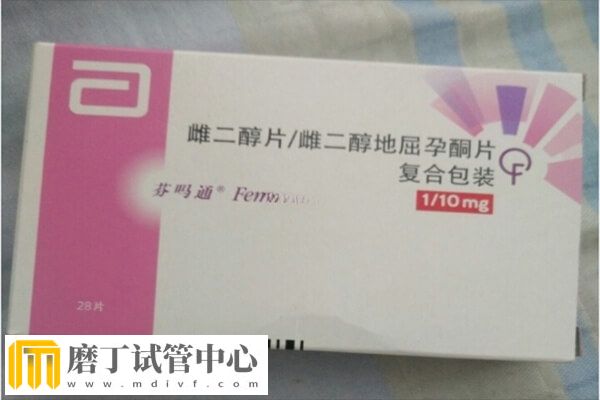 雌二醇片/雌二醇地屈孕酮片
复合包装
1/10 mg
芬吗通®
28片
磨丁试管中心
www.mdivf.com